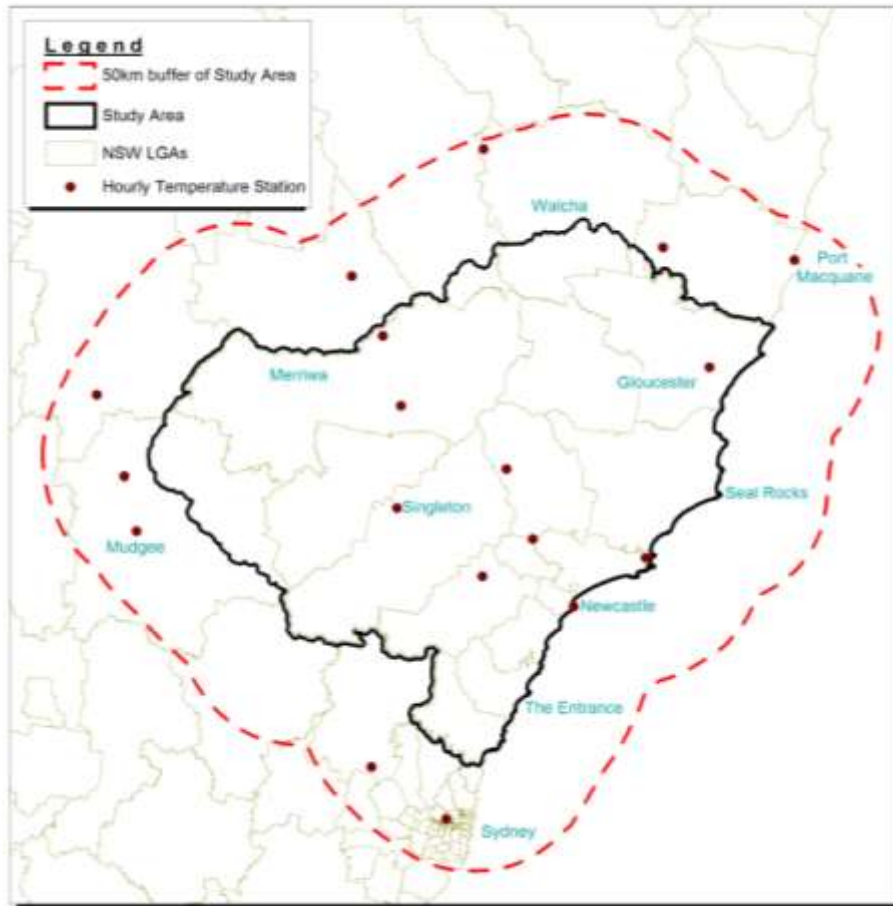 Legend
50km buffer of Study Area
Study Area
NSW LGAs
Hourly Temperature Station
Walcha
Port
Macquarie
Merriwa
Gloucester
Seal Rocks
Singleton
Mudgee
Newcastle
The Entrance
Sydney